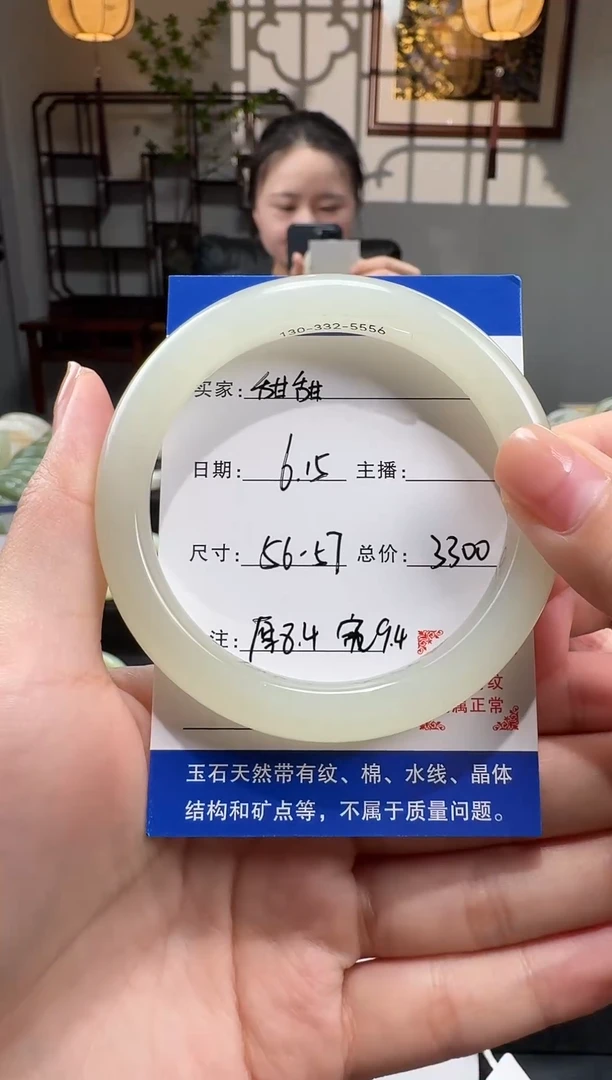 130-332-5556
买家：甜甜
日期：6.15 主播：
尺寸：56-57 总价：3300
注：厚8.4 宽9.4
纹
属正常
玉石天然带有纹、棉、水线、晶体
结构和矿点等，不属于质量问题。